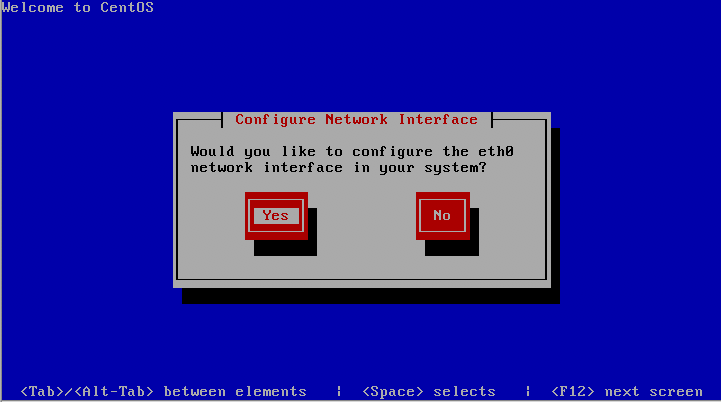 Welcome to CentOS
Configure Network Interface
Would you like to configure the eth0
network interface in your system?
Yes No
<Tab>/<Alt-Tab> between elements | <Space> selects | <F12> next screen